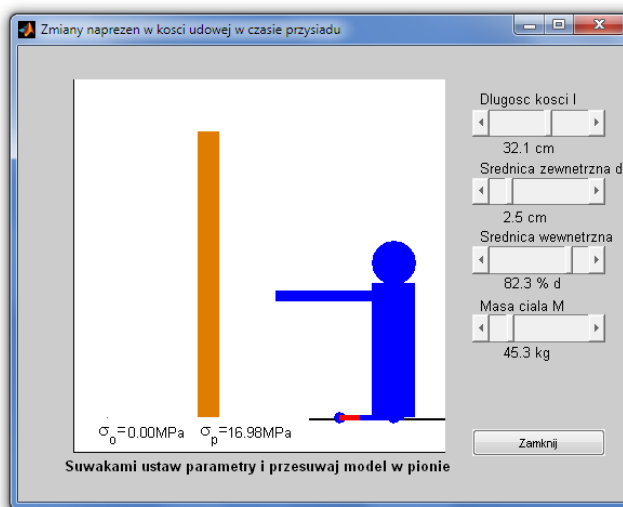 Zmiany naprezen w kosci udowej w czasie przysiadu
Dlugosc kosci l
32.1 cm
Srednica zewnetrzna d
2.5 cm
Srednica wewnetrzna
82.3 % d
Masa ciala M
45.3 kg
σo=0.00MPa σp=16.98MPa
Zamknij
Suwakami ustaw parametry i przesuwaj model w pionie